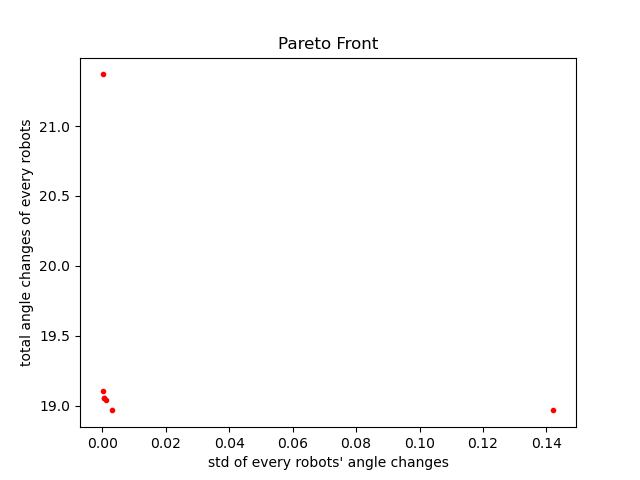 Pareto Front
total angle changes of every robots
21.0
20.5
20.0
19.5
19.0
0.00 0.02 0.04 0.06 0.08 0.10 0.12 0.14
std of every robots' angle changes